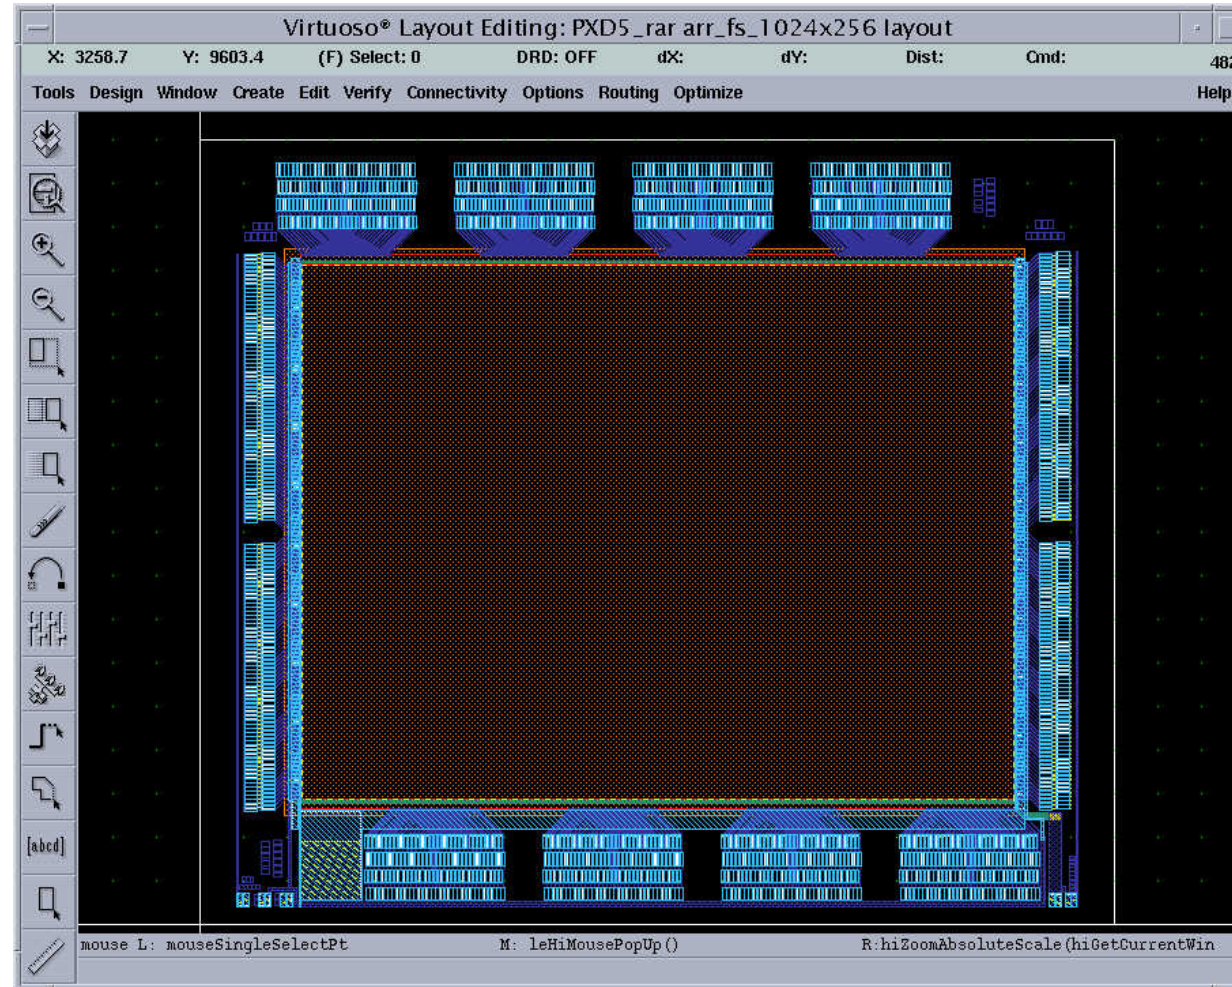 Virtuoso® Layout Editing: PXD5_rar arr_fs_1024x256 layout
X: 3258.7 Y: 9603.4 (F) Select: 0 DRD: OFF dX: dY: Dist: Cmd: 482
Tools Design Window Create Edit Verify Connectivity Options Routing Optimize Help
[abcd]
mouse L: mouseSingleSelectPt M: leHiMousePopUp() R:hiZoomAbsoluteScale(hiGetCurrentWin